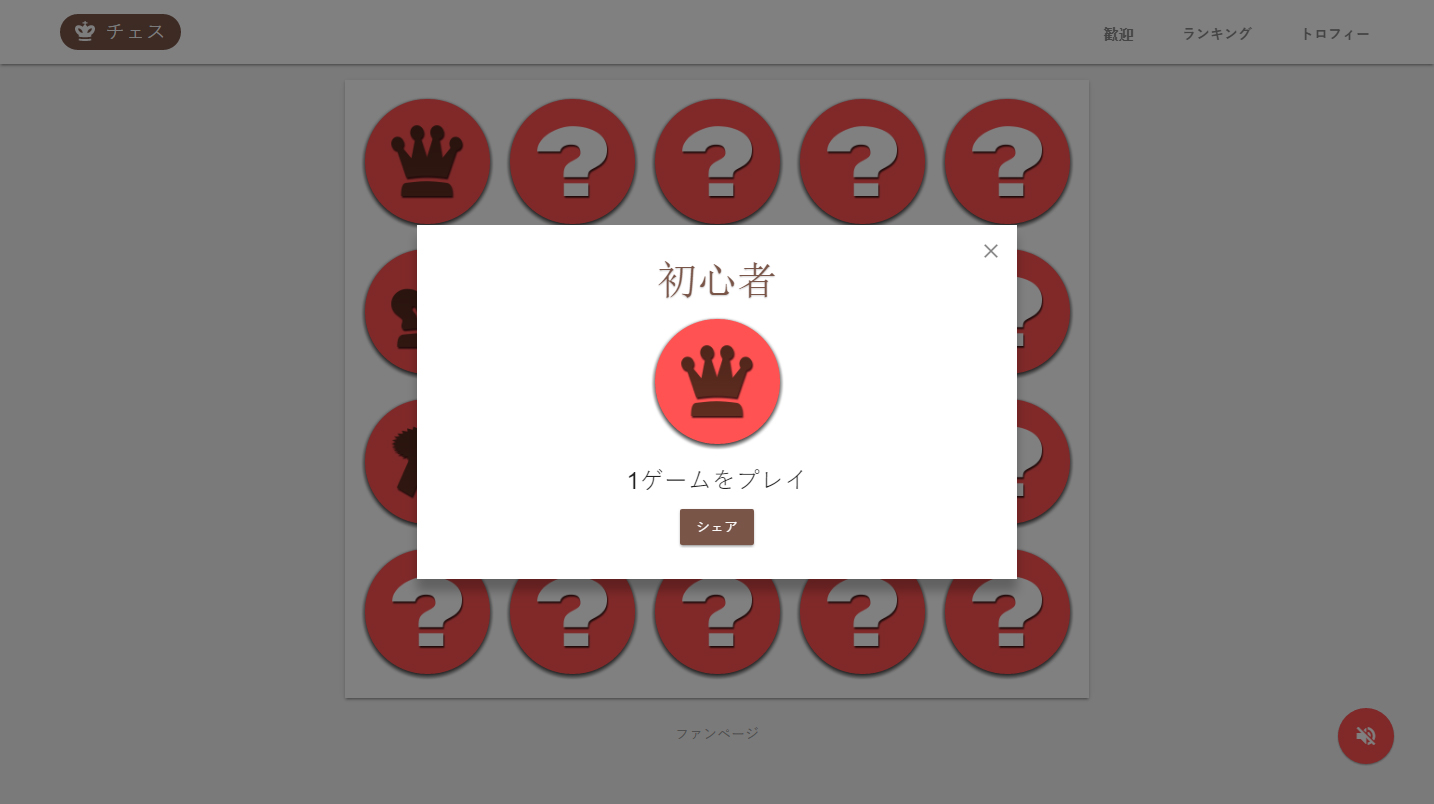 チェス
歓迎
ランキング
トロフィー
初心者
1ゲームをプレイ
シェア
ファンページ